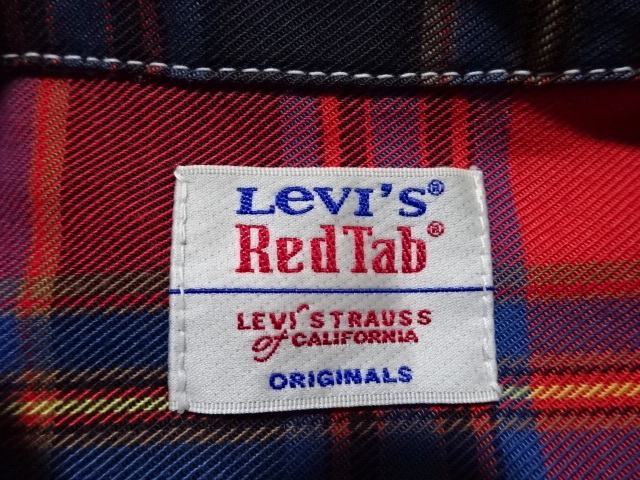 Levi's®
RedTab®
LEVI STRAUSS
of CALIFORNIA
ORIGINALS